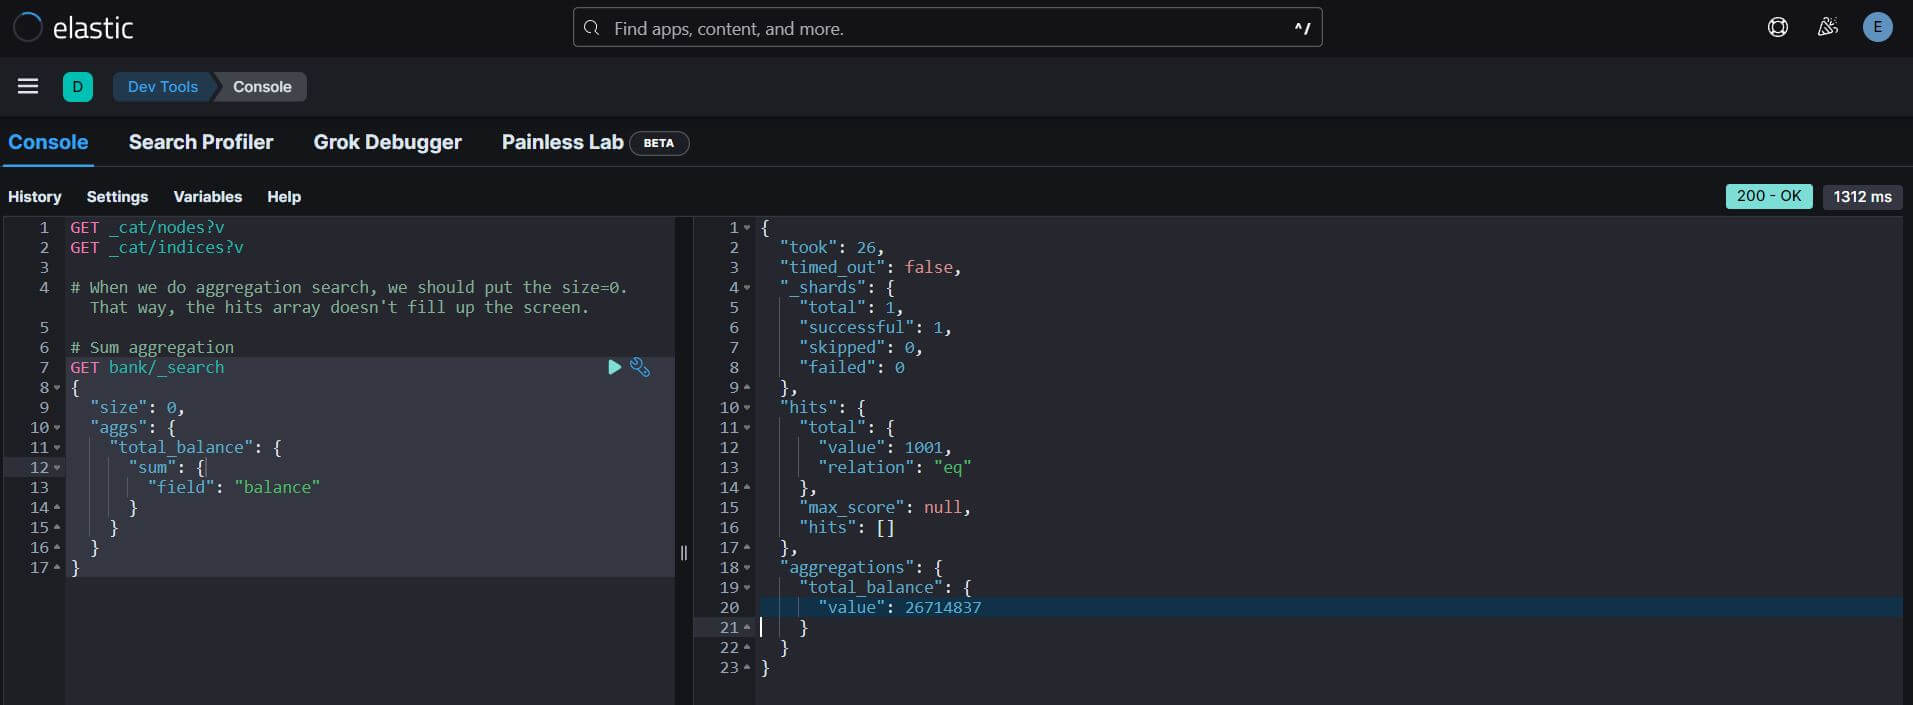 elastic
Find apps, content, and more.
^/
E
D
Dev Tools
Console
Console
Search Profiler
Grok Debugger
Painless Lab
BETA
History
Settings
Variables
Help
200 - OK
1312 ms
1 GET _cat/nodes?v
2 GET _cat/indices?v
3
4 # When we do aggregation search, we should put the size=0.
That way, the hits array doesn't fill up the screen.
5
6 # Sum aggregation
7 GET bank/_search
8 {
9 "size": 0,
10 "aggs": {
11 "total_balance": {
12 "sum": {
13 "field": "balance"
14 }
15 }
16 }
17 }
1 {
2 "took": 26,
3 "timed_out": false,
4 "_shards": {
5 "total": 1,
6 "successful": 1,
7 "skipped": 0,
8 "failed": 0
9 },
10 "hits": {
11 "total": {
12 "value": 1001,
13 "relation": "eq"
14 },
15 "max_score": null,
16 "hits": []
17 },
18 "aggregations": {
19 "total_balance": {
20 "value": 26714837
21 }
22 }
23 }